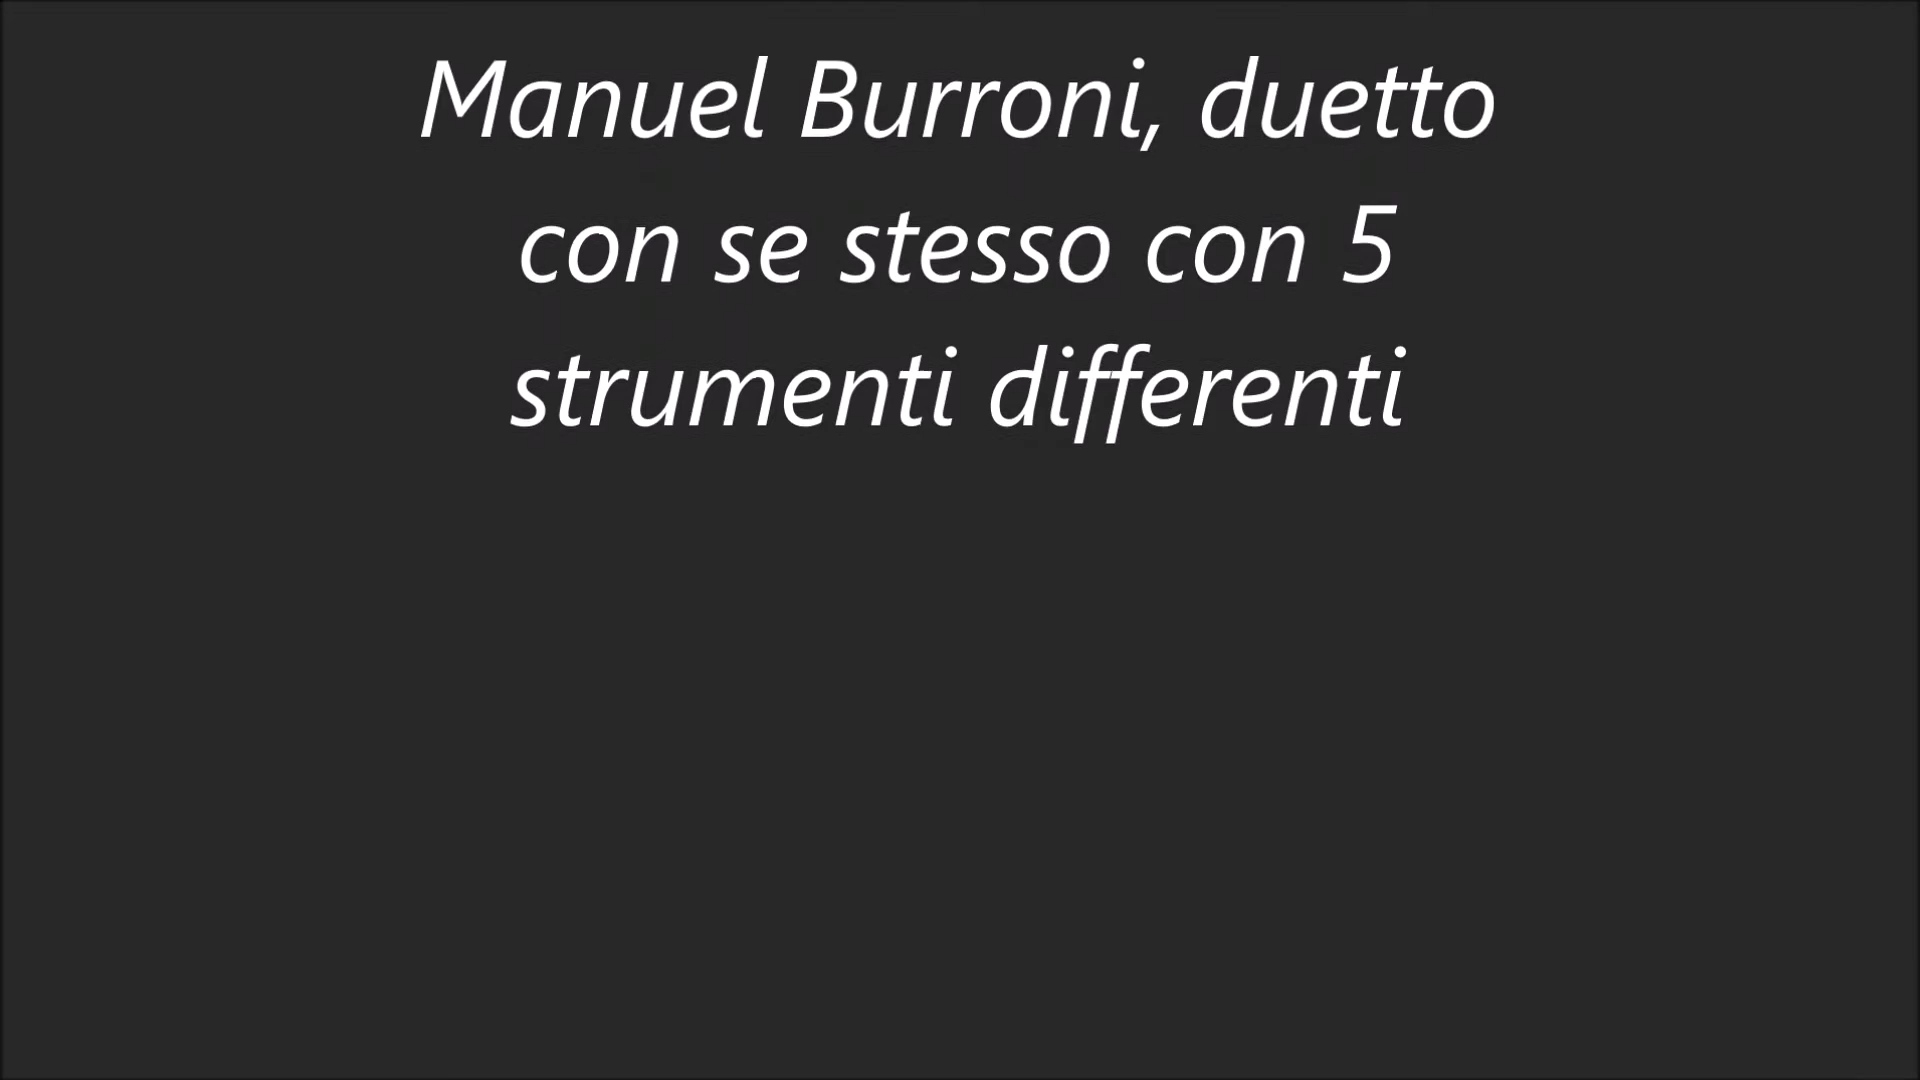 Manuel Burroni, duetto
con se stesso con 5
strumenti differenti